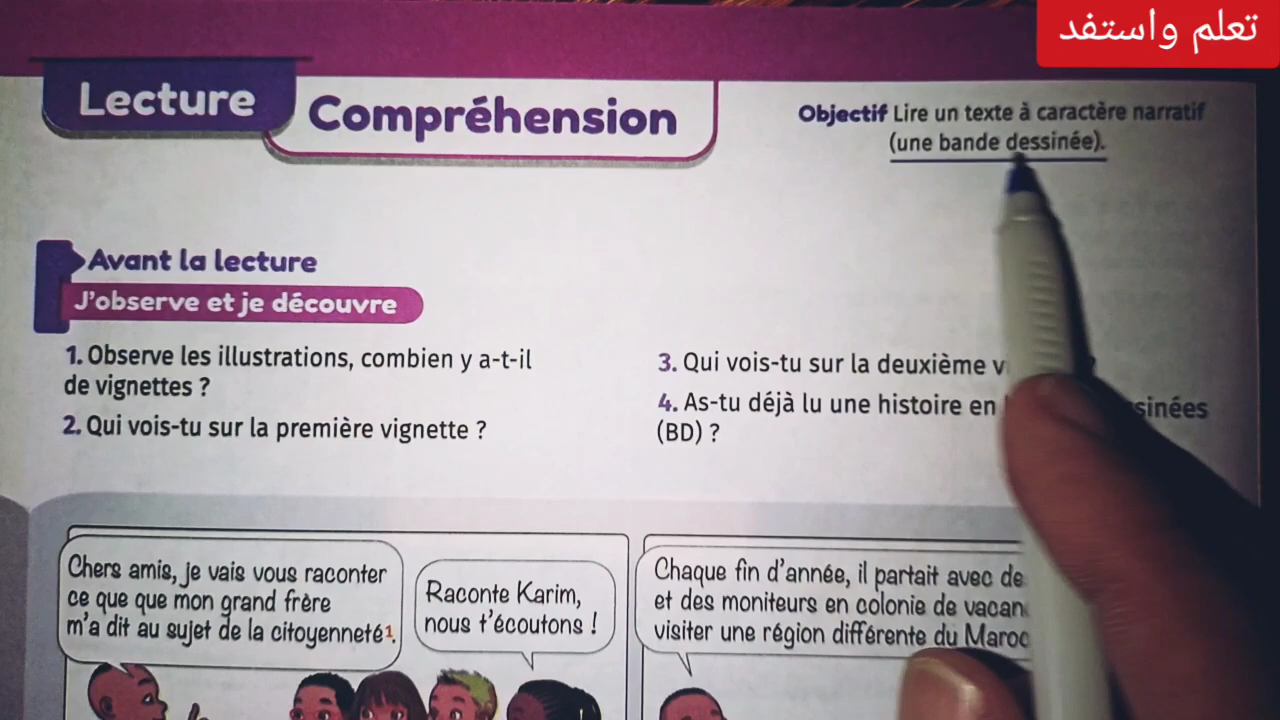 تعلم واستفد
Lecture
Compréhension
Objectif Lire un texte à caractère narratif
(une bande dessinée).
Avant la lecture
J'observe et je découvre
1. Observe les illustrations, combien y a-t-il
de vignettes ?
2. Qui vois-tu sur la première vignette ?
3. Qui vois-tu sur la deuxième
4. As-tu déjà lu une histoire en
(BD) ?
Chers amis, je vais vous raconter
ce que que mon grand frère
m'a dit au sujet de la citoyenneté¹.
Raconte Karim,
nous t'écoutons !
Chaque fin d'année, il partait avec
et des moniteurs en colonie de
visiter une région différente du Maroc